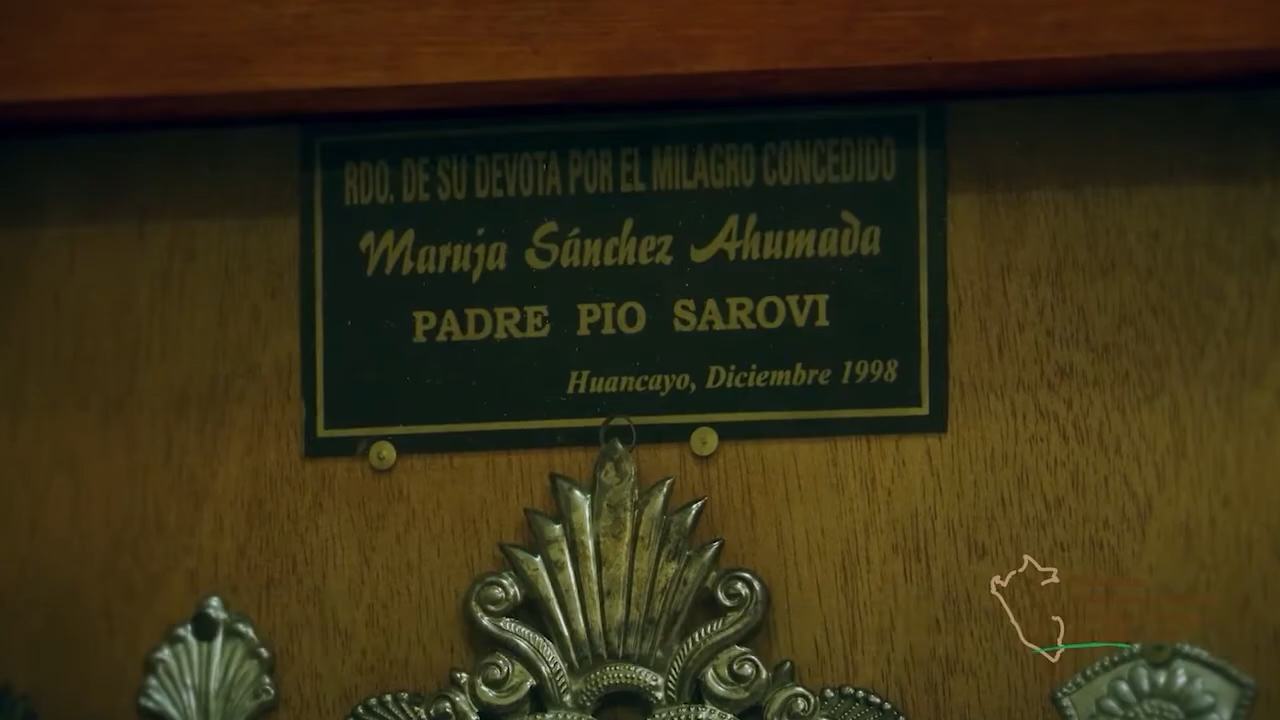 RDO. DE SU DEVOTA POR EL MILAGRO CONCEDIDO
Maruja Sánchez Ahumada
PADRE PIO SAROVI
Huancayo, Diciembre 1998